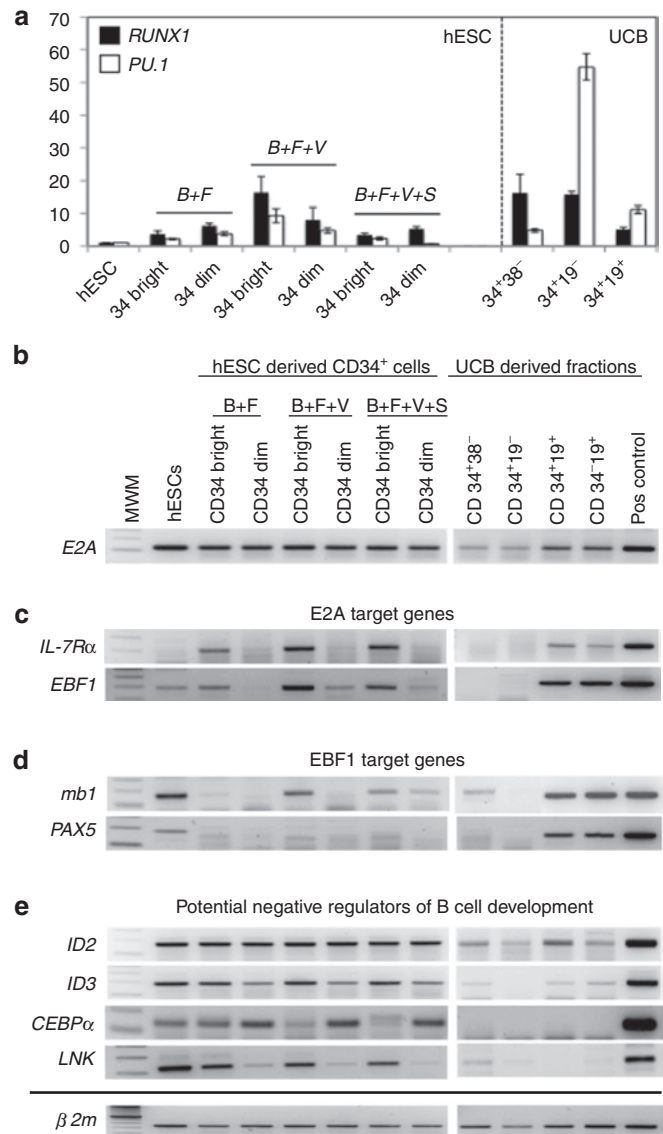 a
70
60
50
40
30
20
10
0
RUNX1
PU.1
hESC
UCB
B+F
B+F+V
B+F+V+S
hESC
34 bright
34 dim
34 bright
34 dim
34 bright
34 dim
34⁺38⁻
34⁺19⁻
34⁺19⁺
b
hESC derived CD34⁺ cells
UCB derived fractions
B+F
B+F+V
B+F+V+S
MWM
hESCs
CD34 bright
CD34 dim
CD34 bright
CD34 dim
CD34 bright
CD34 dim
CD 34⁺38⁻
CD 34⁺19⁻
CD 34⁺19⁺
CD 34⁻19⁺
Pos control
E2A
c
E2A target genes
IL-7Rα
EBF1
d
EBF1 target genes
mb1
PAX5
e
Potential negative regulators of B cell development
ID2
ID3
CEBPα
LNK
β 2m